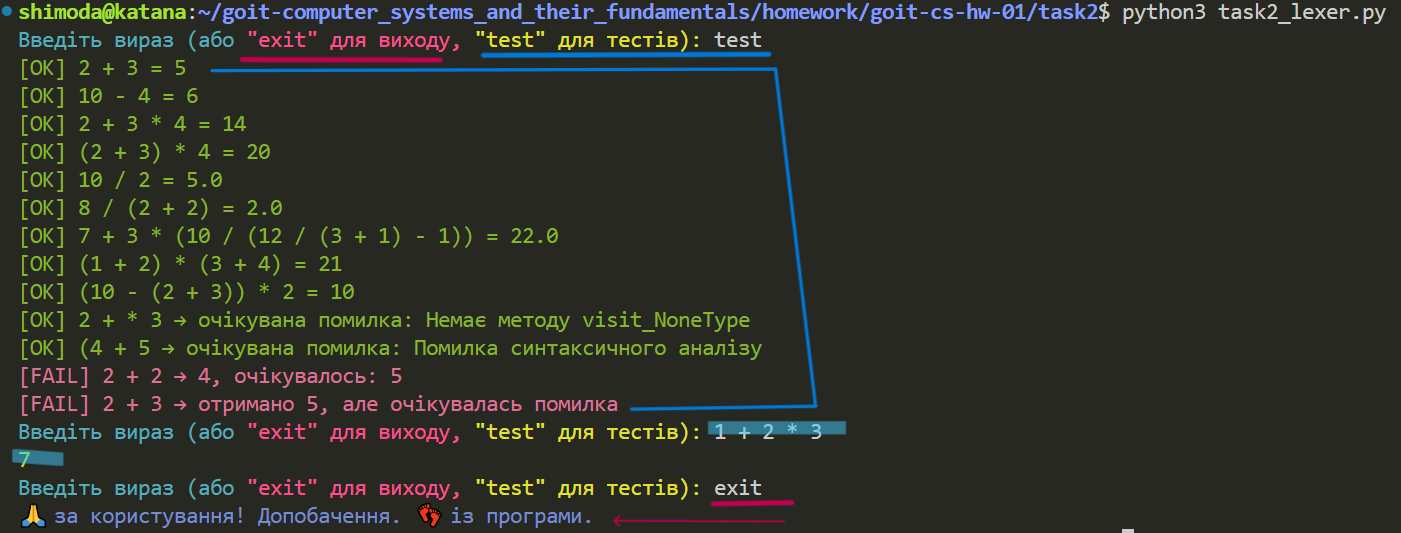 shimoda@katana:~/goit-computer_systems_and_their_fundamentals/homework/goit-cs-hw-01/task2$ python3 task2_lexer.py
Введіть вираз (або "exit" для виходу, "test" для тестів): test
[OK] 2 + 3 = 5
[OK] 10 - 4 = 6
[OK] 2 + 3 * 4 = 14
[OK] (2 + 3) * 4 = 20
[OK] 10 / 2 = 5.0
[OK] 8 / (2 + 2) = 2.0
[OK] 7 + 3 * (10 / (12 / (3 + 1) - 1)) = 22.0
[OK] (1 + 2) * (3 + 4) = 21
[OK] (10 - (2 + 3)) * 2 = 10
[OK] 2 + * 3 → очікувана помилка: Немає методу visit_NoneType
[OK] (4 + 5 → очікувана помилка: Помилка синтаксичного аналізу
[FAIL] 2 + 2 → 4, очікувалось: 5
[FAIL] 2 + 3 → отримано 5, але очікувалась помилка
Введіть вираз (або "exit" для виходу, "test" для тестів): 1 + 2 * 3
7
Введіть вираз (або "exit" для виходу, "test" для тестів): exit
🙏 за користування! Допобачення. 👣 із програми.